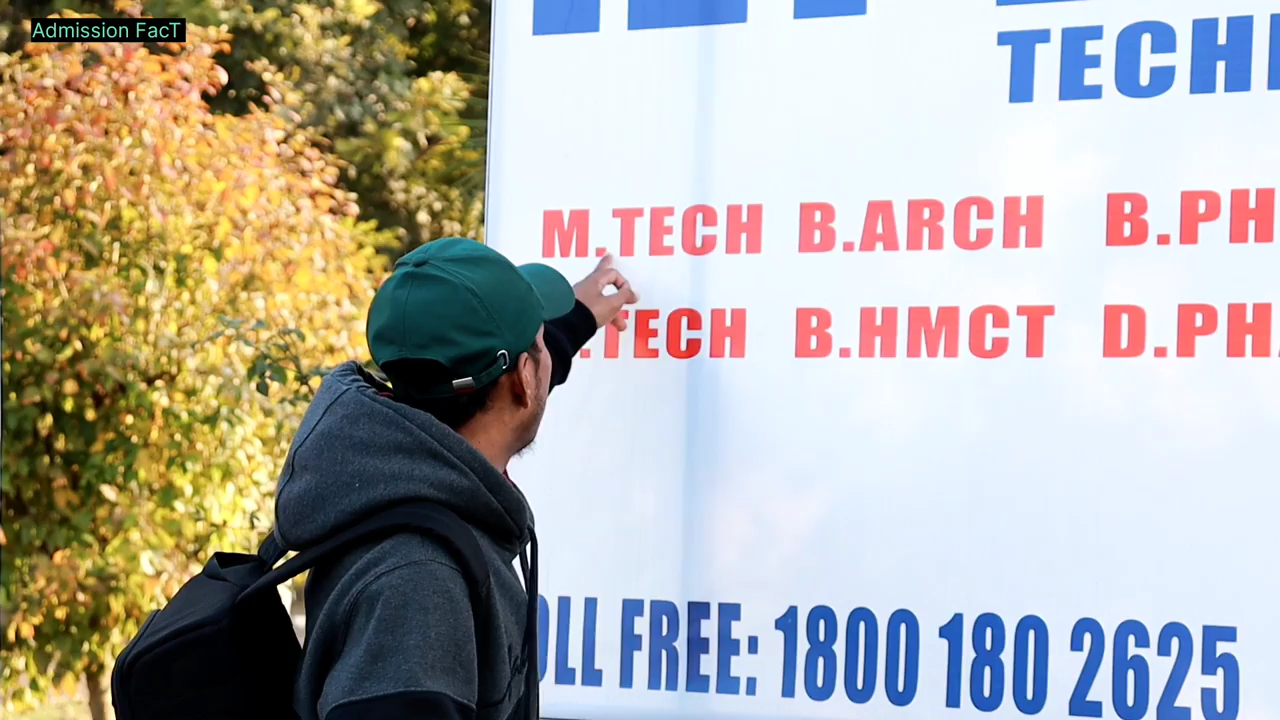 Admission FacT
TECH
M.TECH B.ARCH B.PH
.TECH B.HMCT D.PH
OLL FREE: 1800 180 2625